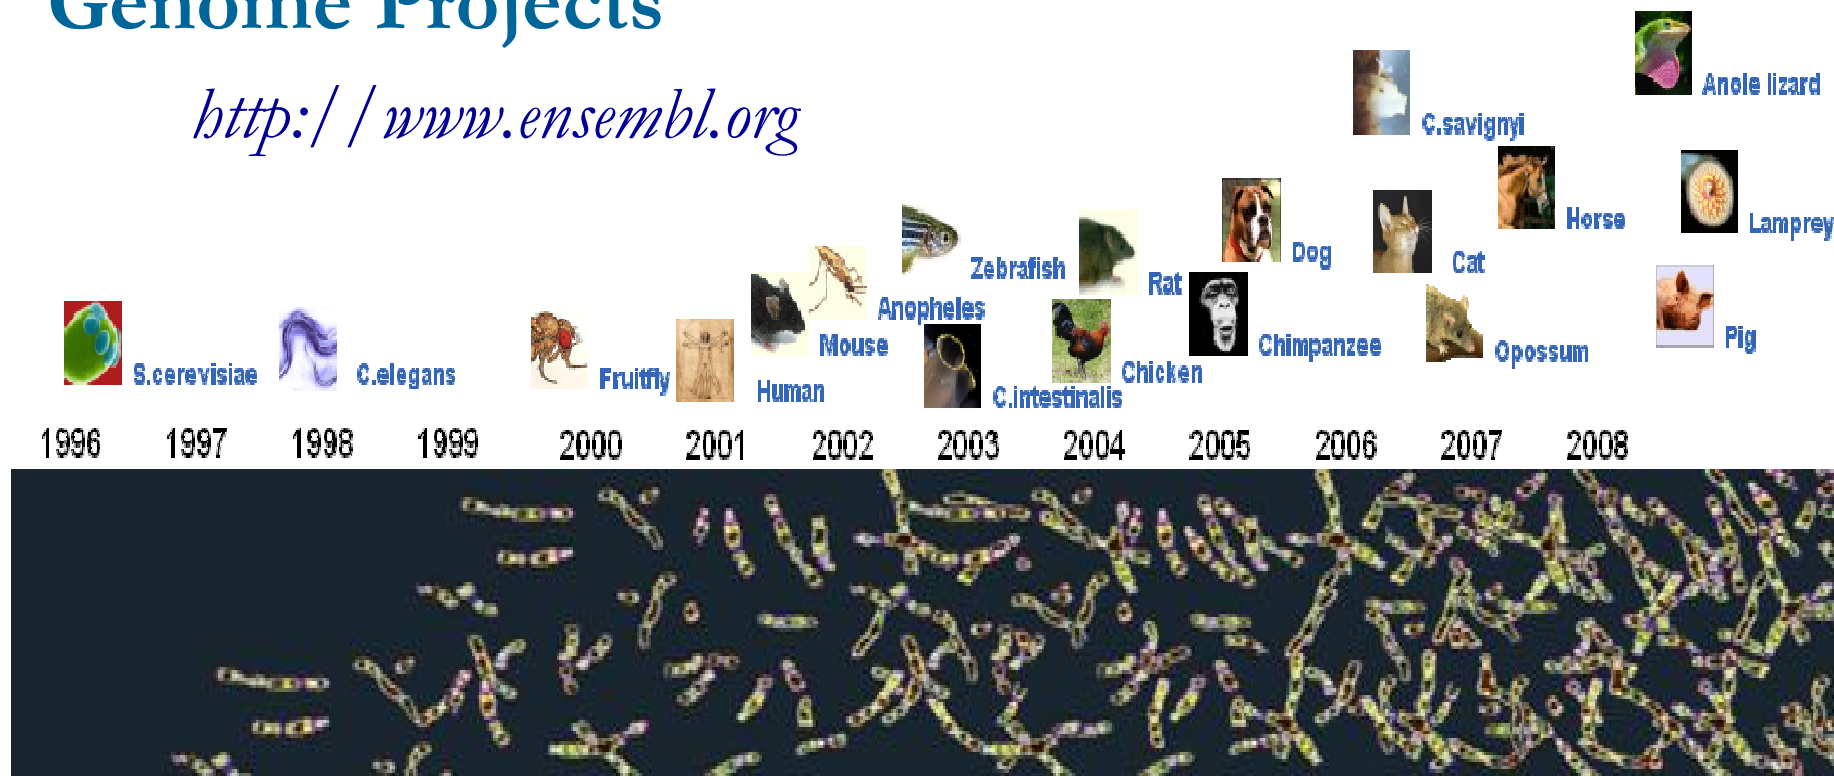 Genome Projects
http://www.ensembl.org
Anole lizard
C.savignyi
Horse
Lamprey
Dog
Cat
Zebrafish
Rat
Anopheles
Mouse
Chimpanzee
Opossum
Pig
S.cerevisiae
C.elegans
Fruitfly
Human
C.intestinalis
Chicken
1996 1997 1998 1999 2000 2001 2002 2003 2004 2005 2006 2007 2008